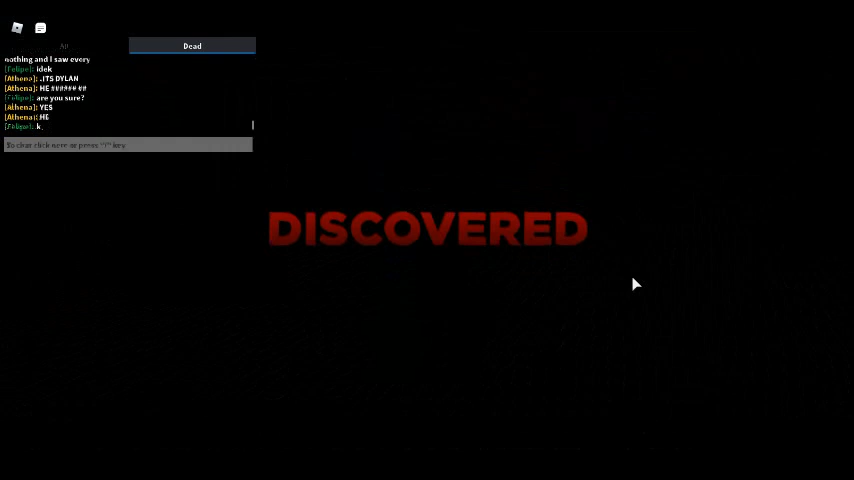 All
Dead
nothing and I saw every
[Felipe]: idek
[Athena]: .ITS DYLAN
[Athena]: HE ###### ##
[Felipe]: are you sure?
[Athena]: YES
[Athena]: .HE
[Felipe]: .k
To chat click here or press "/" key
DISCOVERED